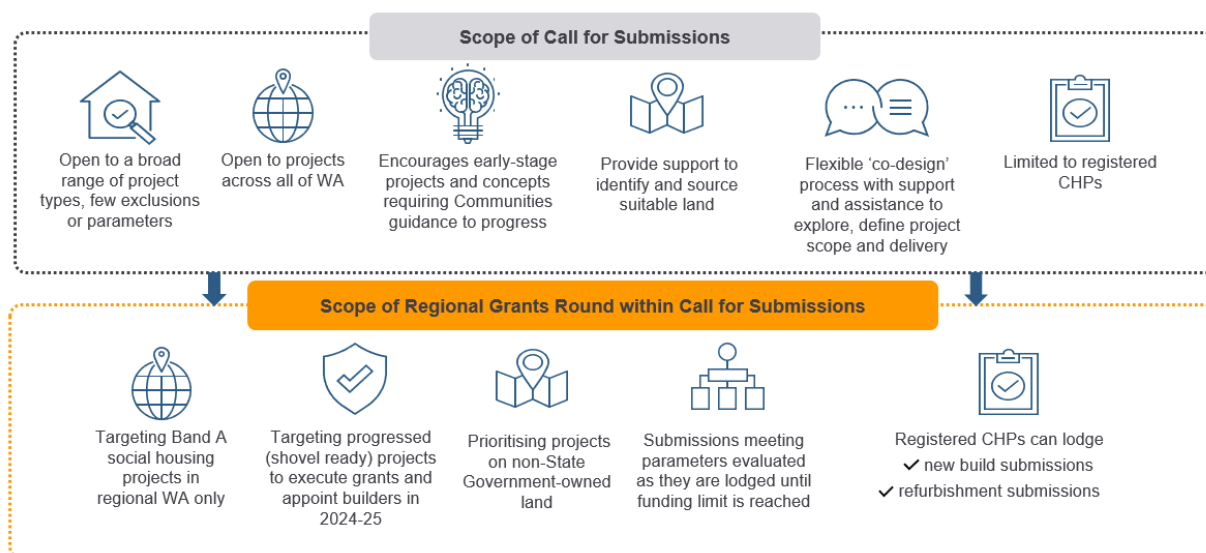 Scope of Call for Submissions
Open to a broad
range of project
types, few exclusions
or parameters
Open to projects
across all of WA
Encourages early-stage
projects and concepts
requiring Communities
guidance to progress
Provide support to
identify and source
suitable land
Flexible ‘co-design’
process with support
and assistance to
explore, define project
scope and delivery
Limited to registered
CHPs
Scope of Regional Grants Round within Call for Submissions
Targeting Band A
social housing
projects in
regional WA only
Targeting progressed
(shovel ready) projects
to execute grants and
appoint builders in
2024-25
Prioritising projects
on non-State
Government-owned
land
Submissions meeting
parameters evaluated
as they are lodged until
funding limit is reached
Registered CHPs can lodge
✓ new build submissions
✓ refurbishment submissions